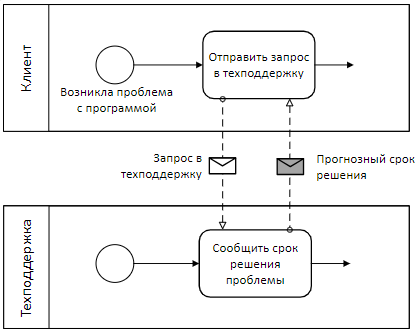 Клиент
Отправить запрос
в техподдержку
Возникла проблема
с программой
Запрос в
техподдержку
Прогнозный срок
решения
Техподдержка
Сообщить срок
решения
проблемы